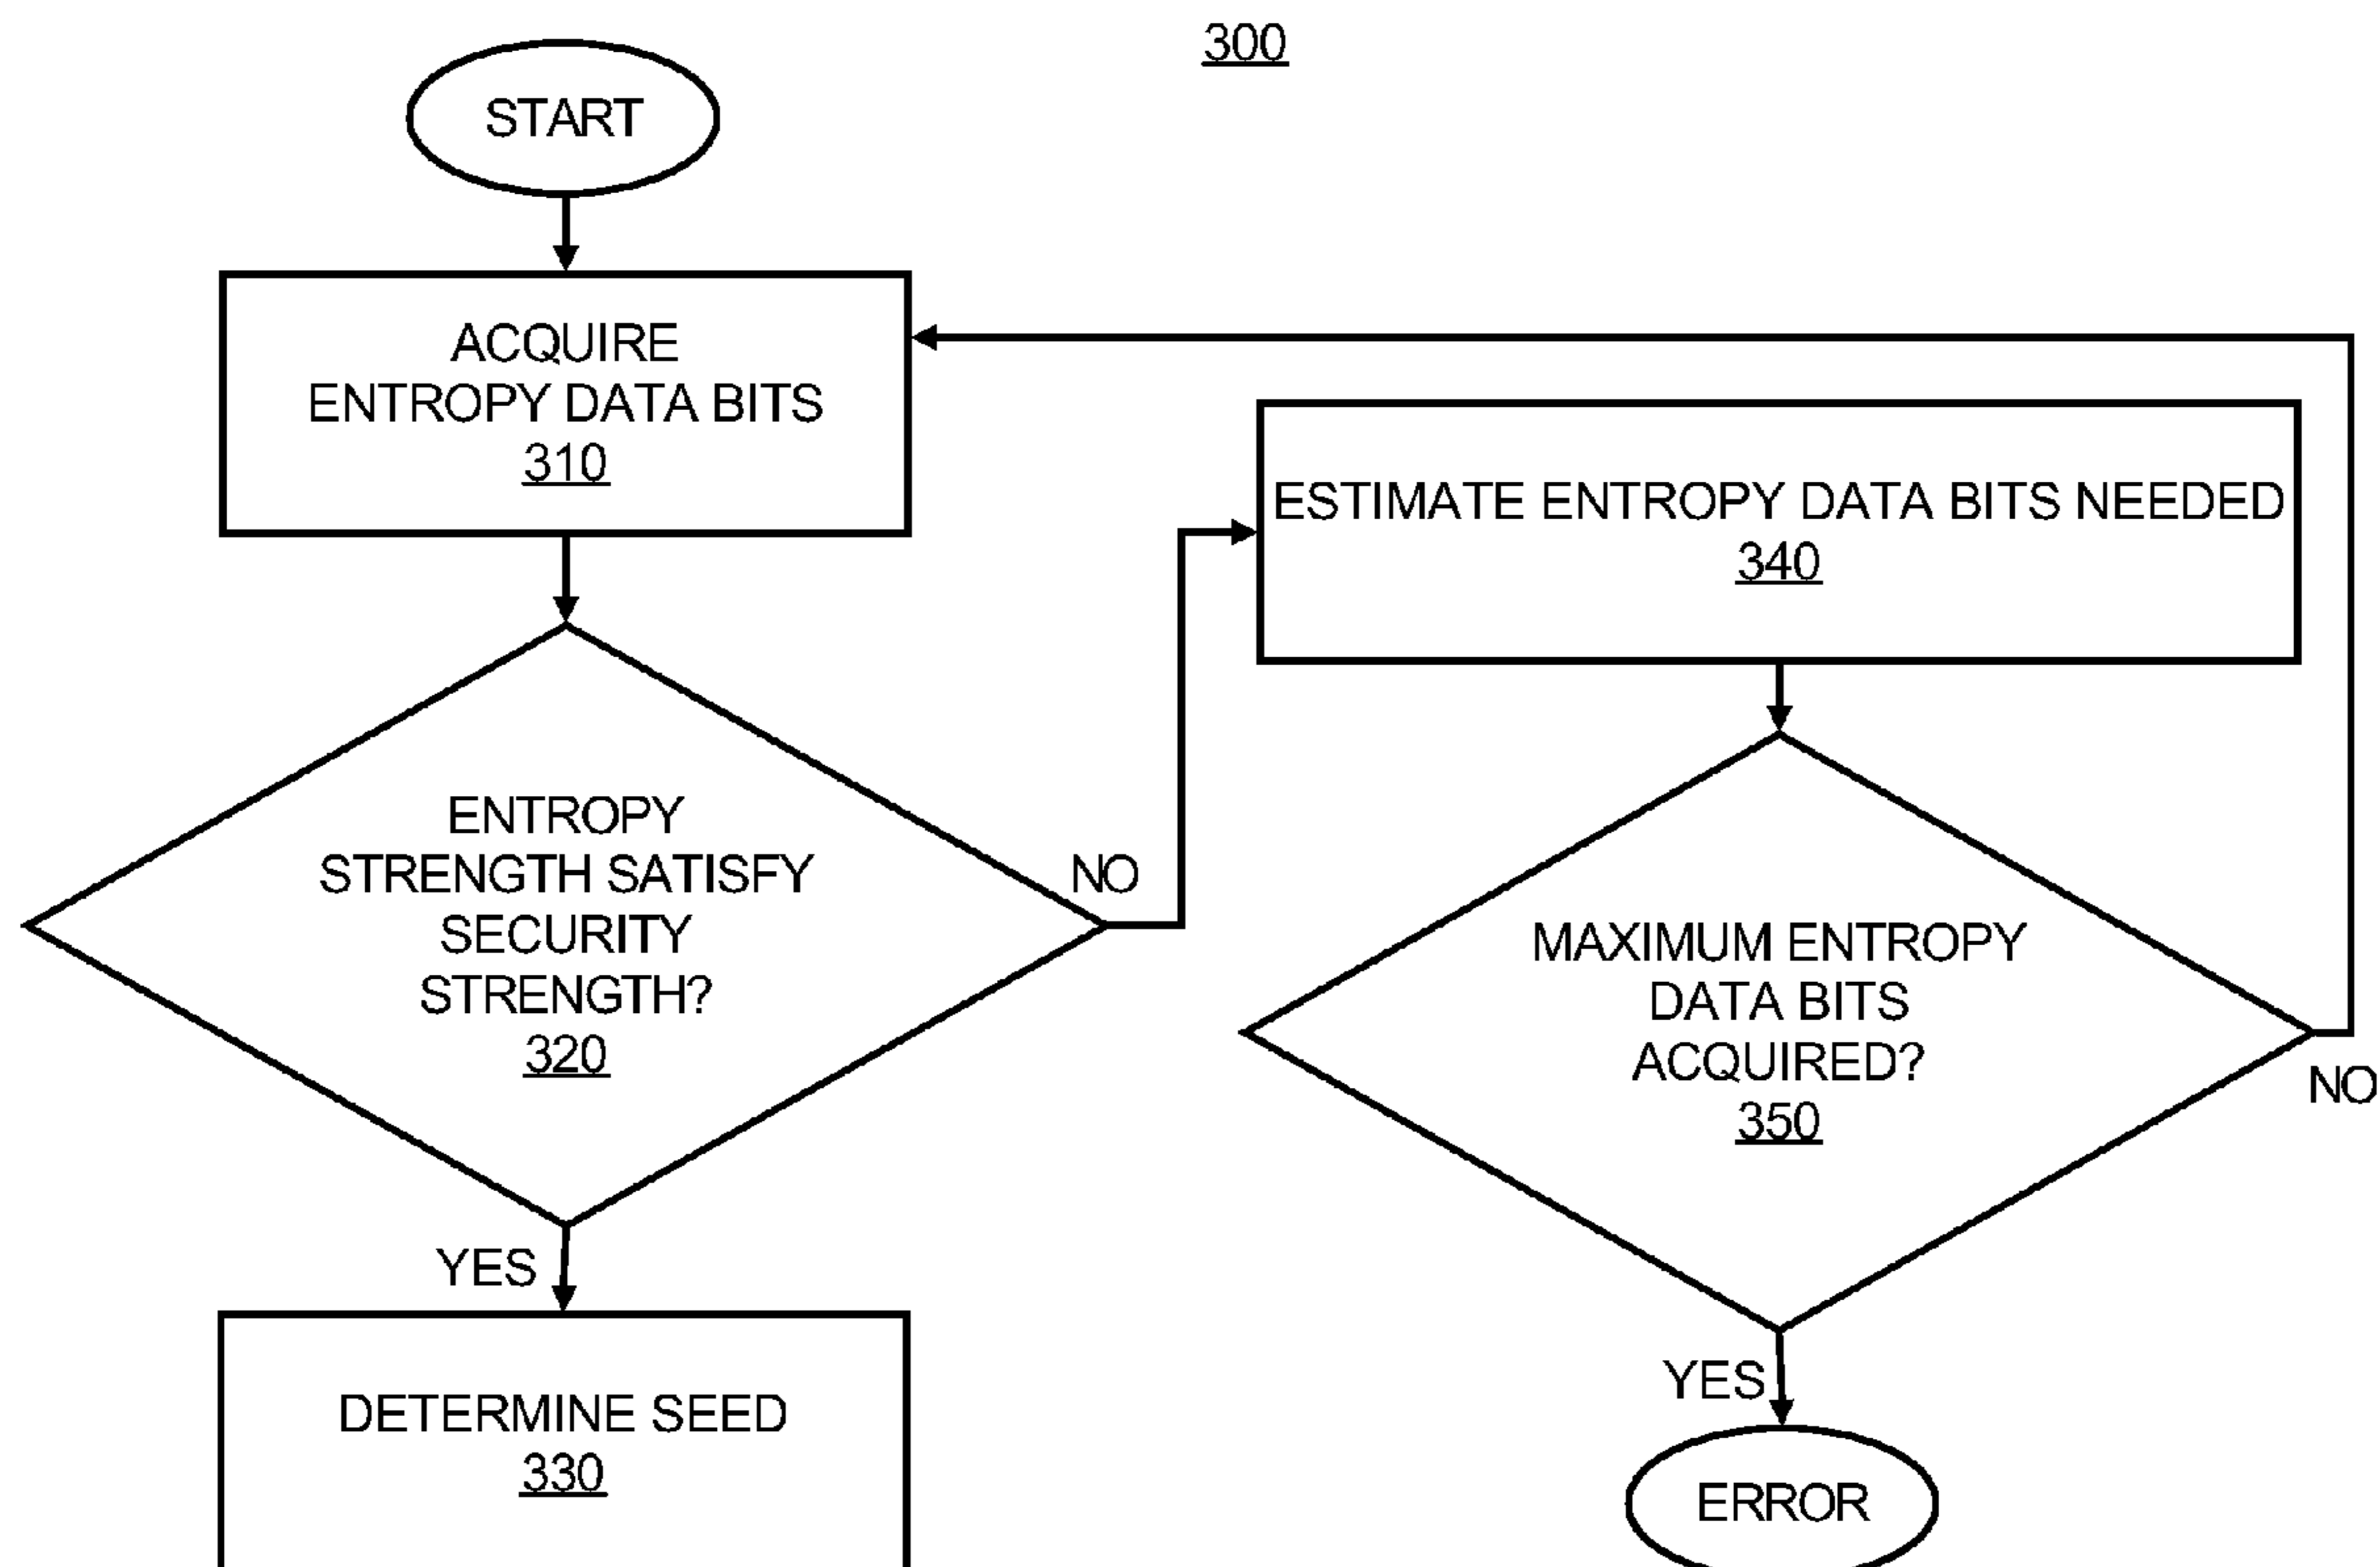 300
START
ACQUIRE
ENTROPY DATA BITS
310
ENTROPY
STRENGTH SATISFY
SECURITY
STRENGTH?
320
NO
YES
DETERMINE SEED
330
ESTIMATE ENTROPY DATA BITS NEEDED
340
MAXIMUM ENTROPY
DATA BITS
ACQUIRED?
350
NO
YES
ERROR